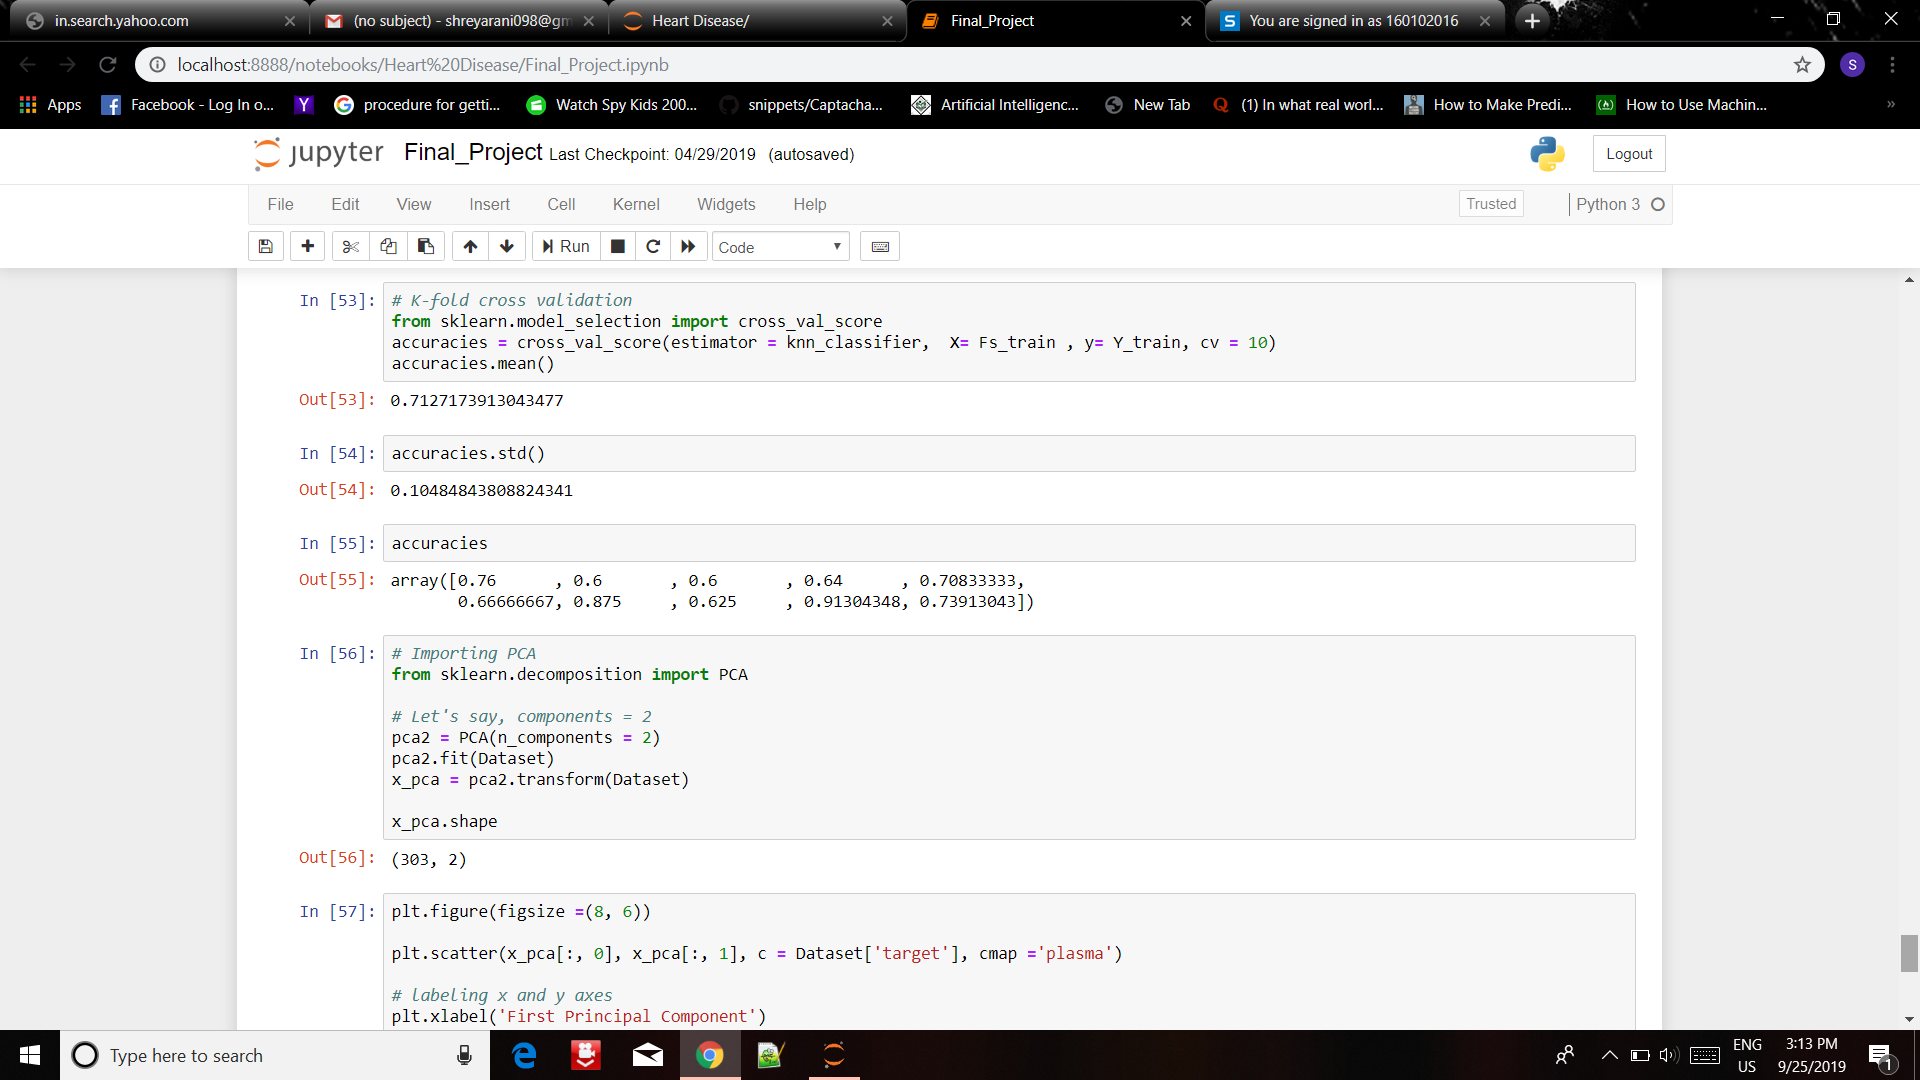 in.search.yahoo.com
(no subject) - shreyarani098@gm
Heart Disease/
Final_Project
You are signed in as 160102016
localhost:8888/notebooks/Heart%20Disease/Final_Project.ipynb
S
Apps
Facebook - Log In o...
procedure for getti...
Watch Spy Kids 200...
snippets/Captacha...
Artificial Intelligenc...
New Tab
(1) In what real worl...
How to Make Predi...
How to Use Machin...
»
jupyter Final_Project Last Checkpoint: 04/29/2019 (autosaved)
Logout
File Edit View Insert Cell Kernel Widgets Help
Trusted
Python 3
Run
Code
In [53]: # K-fold cross validation
from sklearn.model_selection import cross_val_score
accuracies = cross_val_score(estimator = knn_classifier,  X= Fs_train , y= Y_train, cv = 10)
accuracies.mean()
Out[53]: 0.7127173913043477
In [54]: accuracies.std()
Out[54]: 0.10484843808824341
In [55]: accuracies
Out[55]: array([0.76      , 0.6       , 0.6       , 0.64      , 0.70833333,
0.66666667, 0.875     , 0.625     , 0.91304348, 0.73913043])
In [56]: # Importing PCA
from sklearn.decomposition import PCA
# Let's say, components = 2
pca2 = PCA(n_components = 2)
pca2.fit(Dataset)
x_pca = pca2.transform(Dataset)
x_pca.shape
Out[56]: (303, 2)
In [57]: plt.figure(figsize =(8, 6))
plt.scatter(x_pca[:, 0], x_pca[:, 1], c = Dataset['target'], cmap ='plasma')
# labeling x and y axes
plt.xlabel('First Principal Component')
Type here to search
ENG
US
3:13 PM
9/25/2019
1